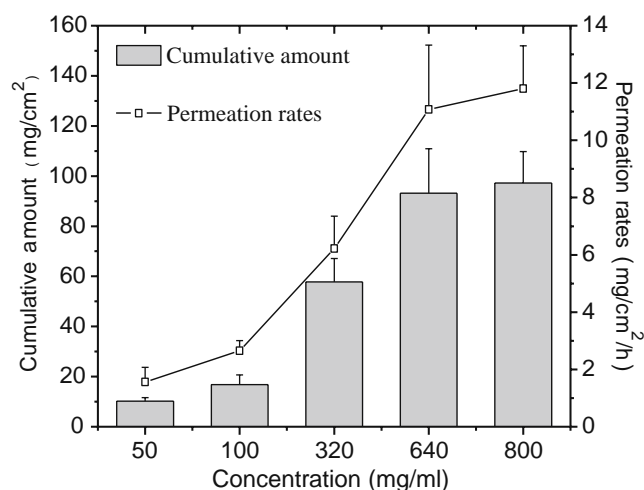 Cumulative amount
Permeation rates
Cumulative amount (mg/cm²)
160
140
120
100
80
60
40
20
0
Permeation rates (mg/cm²/h)
14
12
10
8
6
4
2
0
50 100 320 640 800
Concentration (mg/ml)